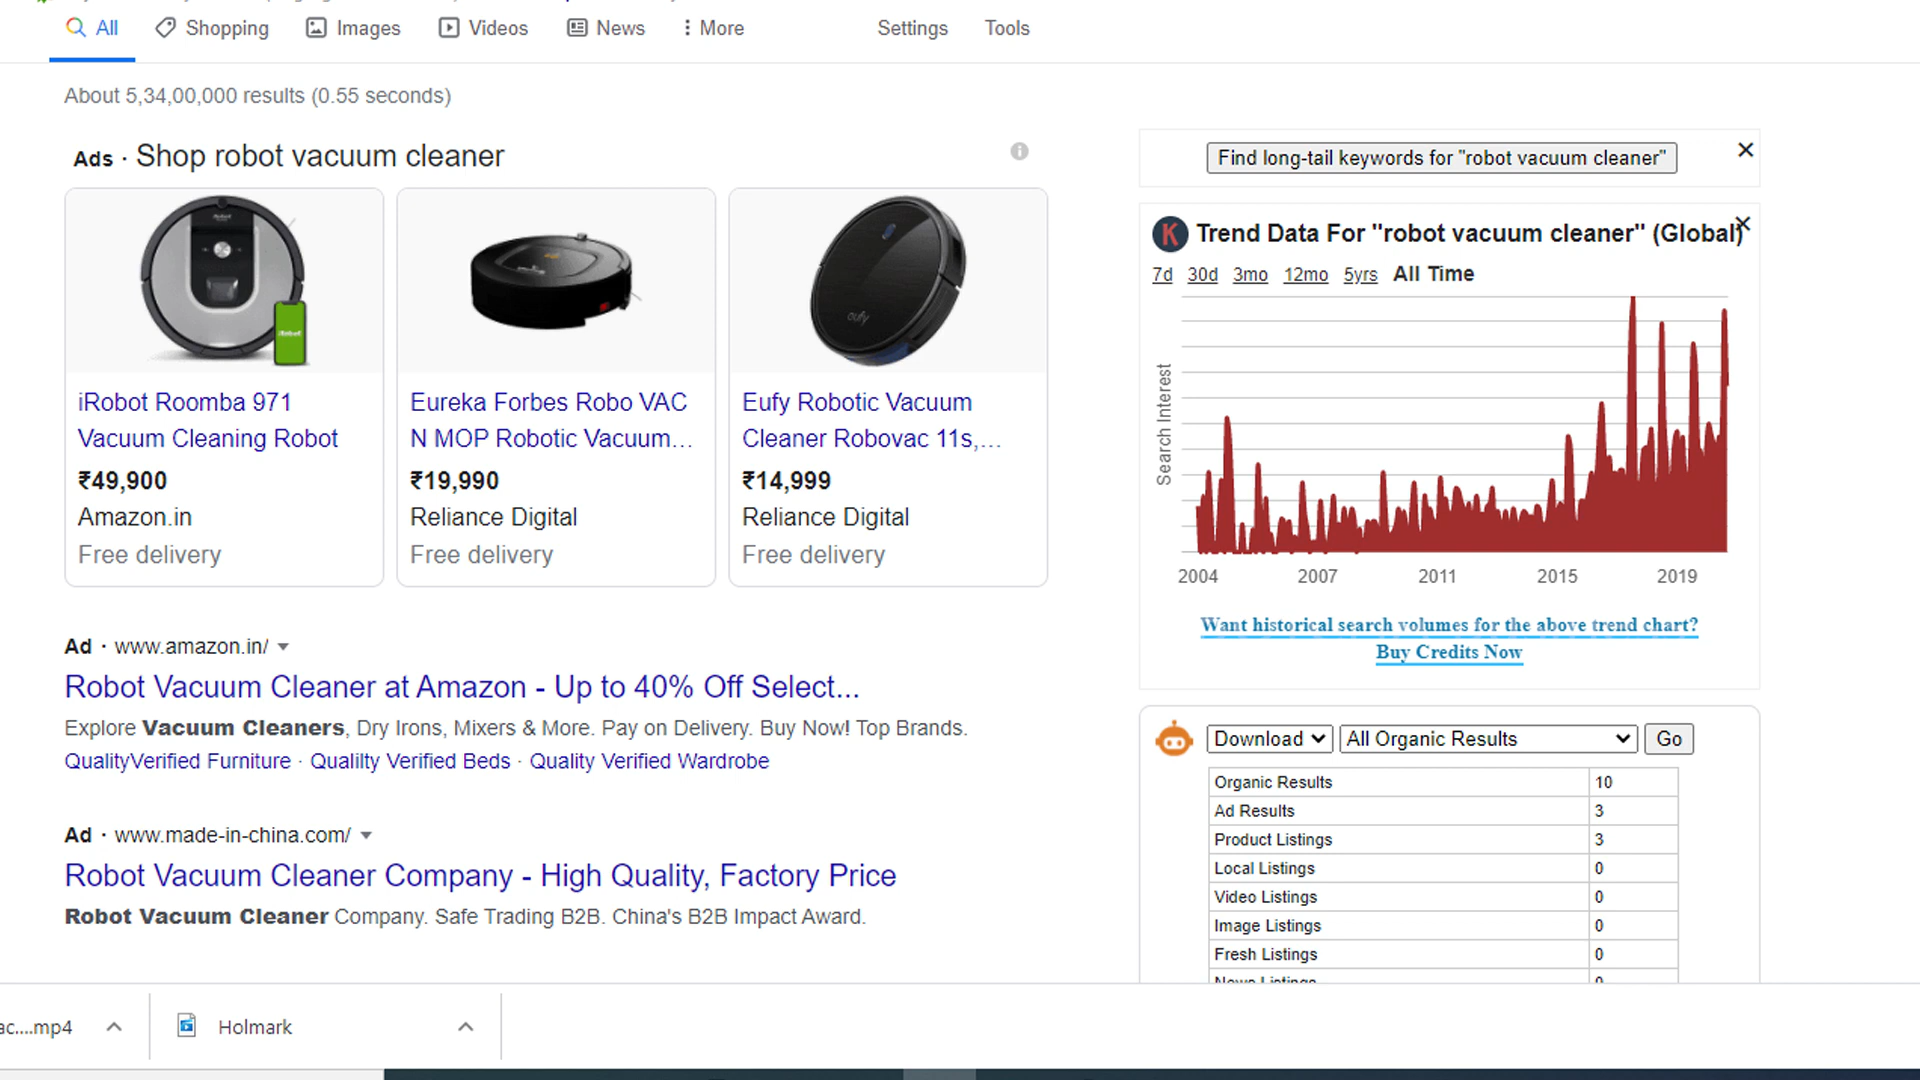 All
Shopping
Images
Videos
News
More
Settings
Tools
About 5,34,00,000 results (0.55 seconds)
Ads · Shop robot vacuum cleaner
iRobot Roomba 971
Vacuum Cleaning Robot
₹49,900
Amazon.in
Free delivery
Eureka Forbes Robo VAC
N MOP Robotic Vacuum...
₹19,990
Reliance Digital
Free delivery
eufy
Eufy Robotic Vacuum
Cleaner Robovac 11s,...
₹14,999
Reliance Digital
Free delivery
Ad · www.amazon.in/
Robot Vacuum Cleaner at Amazon - Up to 40% Off Select...
Explore Vacuum Cleaners, Dry Irons, Mixers & More. Pay on Delivery. Buy Now! Top Brands.
QualityVerified Furniture · Qualilty Verified Beds · Quality Verified Wardrobe
Ad · www.made-in-china.com/
Robot Vacuum Cleaner Company - High Quality, Factory Price
Robot Vacuum Cleaner Company. Safe Trading B2B. China's B2B Impact Award.
Find long-tail keywords for "robot vacuum cleaner"
K Trend Data For "robot vacuum cleaner" (Global)
7d 30d 3mo 12mo 5yrs All Time
Search Interest
2004 2007 2011 2015 2019
Want historical search volumes for the above trend chart?
Buy Credits Now
Download All Organic Results Go
Organic Results 10
Ad Results 3
Product Listings 3
Local Listings 0
Video Listings 0
Image Listings 0
Fresh Listings 0
News Listings 0
ac....mp4
Holmark